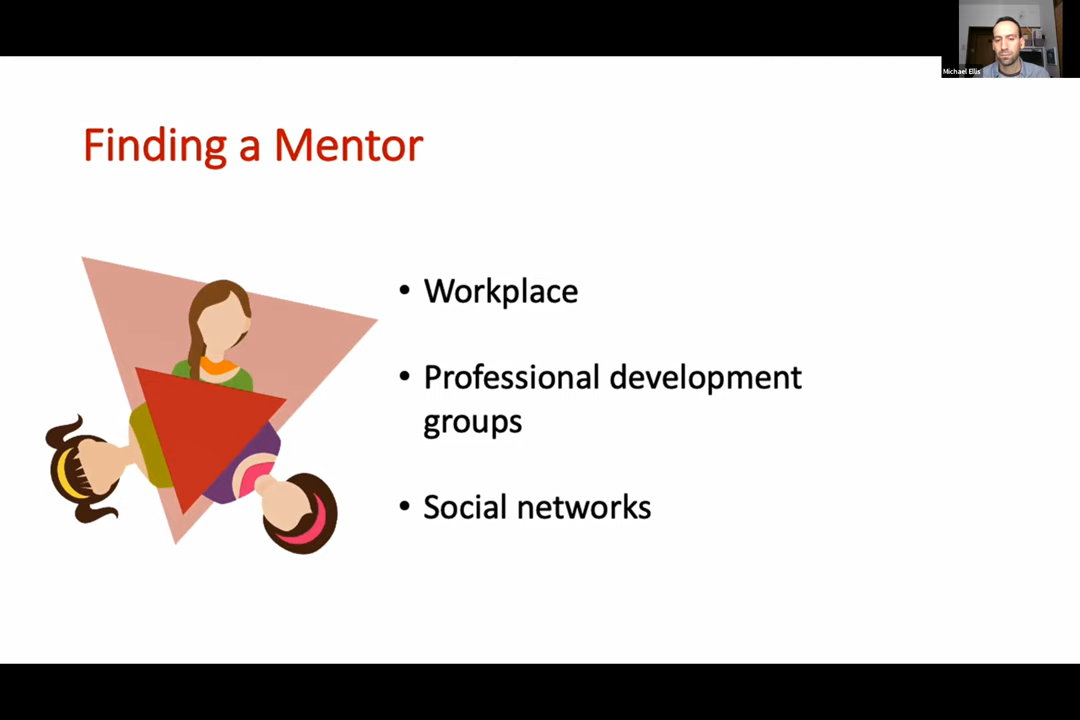 Michael Ellis
Finding a Mentor
• Workplace
• Professional development
groups
• Social networks